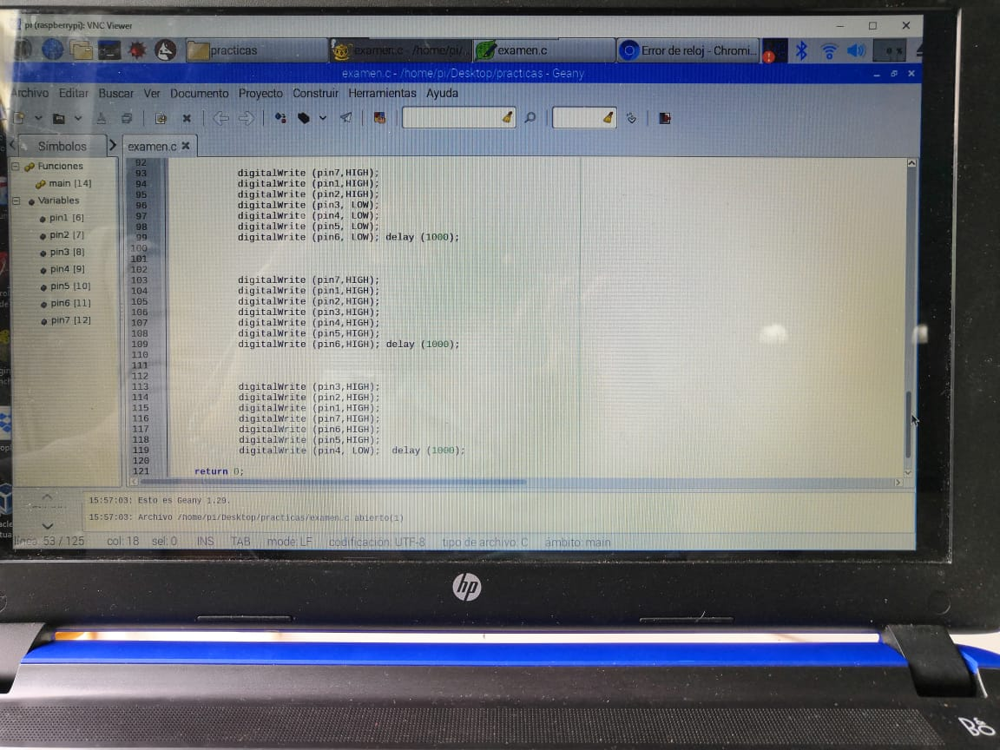 pi (raspberrypi): VNC Viewer
practicas
examen.c - /home/pi/...
examen.c
Error de reloj - Chromi...
0 %
examen.c - /home/pi/Desktop/practicas - Geany
Archivo Editar Buscar Ver Documento Proyecto Construir Herramientas Ayuda
Símbolos
examen.c
Funciones
main [14]
Variables
pin1 [6]
pin2 [7]
pin3 [8]
pin4 [9]
pin5 [10]
pin6 [11]
pin7 [12]
92
93 digitalWrite (pin7,HIGH);
94 digitalWrite (pin1,HIGH);
95 digitalWrite (pin2,HIGH);
96 digitalWrite (pin3, LOW);
97 digitalWrite (pin4, LOW);
98 digitalWrite (pin5, LOW);
99 digitalWrite (pin6, LOW); delay (1000);
100
101
102
103 digitalWrite (pin7,HIGH);
104 digitalWrite (pin1,HIGH);
105 digitalWrite (pin2,HIGH);
106 digitalWrite (pin3,HIGH);
107 digitalWrite (pin4,HIGH);
108 digitalWrite (pin5,HIGH);
109 digitalWrite (pin6,HIGH); delay (1000);
110
111
112
113 digitalWrite (pin3,HIGH);
114 digitalWrite (pin2,HIGH);
115 digitalWrite (pin1,HIGH);
116 digitalWrite (pin7,HIGH);
117 digitalWrite (pin6,HIGH);
118 digitalWrite (pin5,HIGH);
119 digitalWrite (pin4, LOW); delay (1000);
120
121 return 0;
15:57:03: Esto es Geany 1.29.
15:57:03: Archivo /home/pi/Desktop/practicas/examen.c abierto(1)
línea: 53 / 125 col: 18 sel: 0 INS TAB mode: LF codificación: UTF-8 tipo de archivo: C ámbito: main
hp
B&O